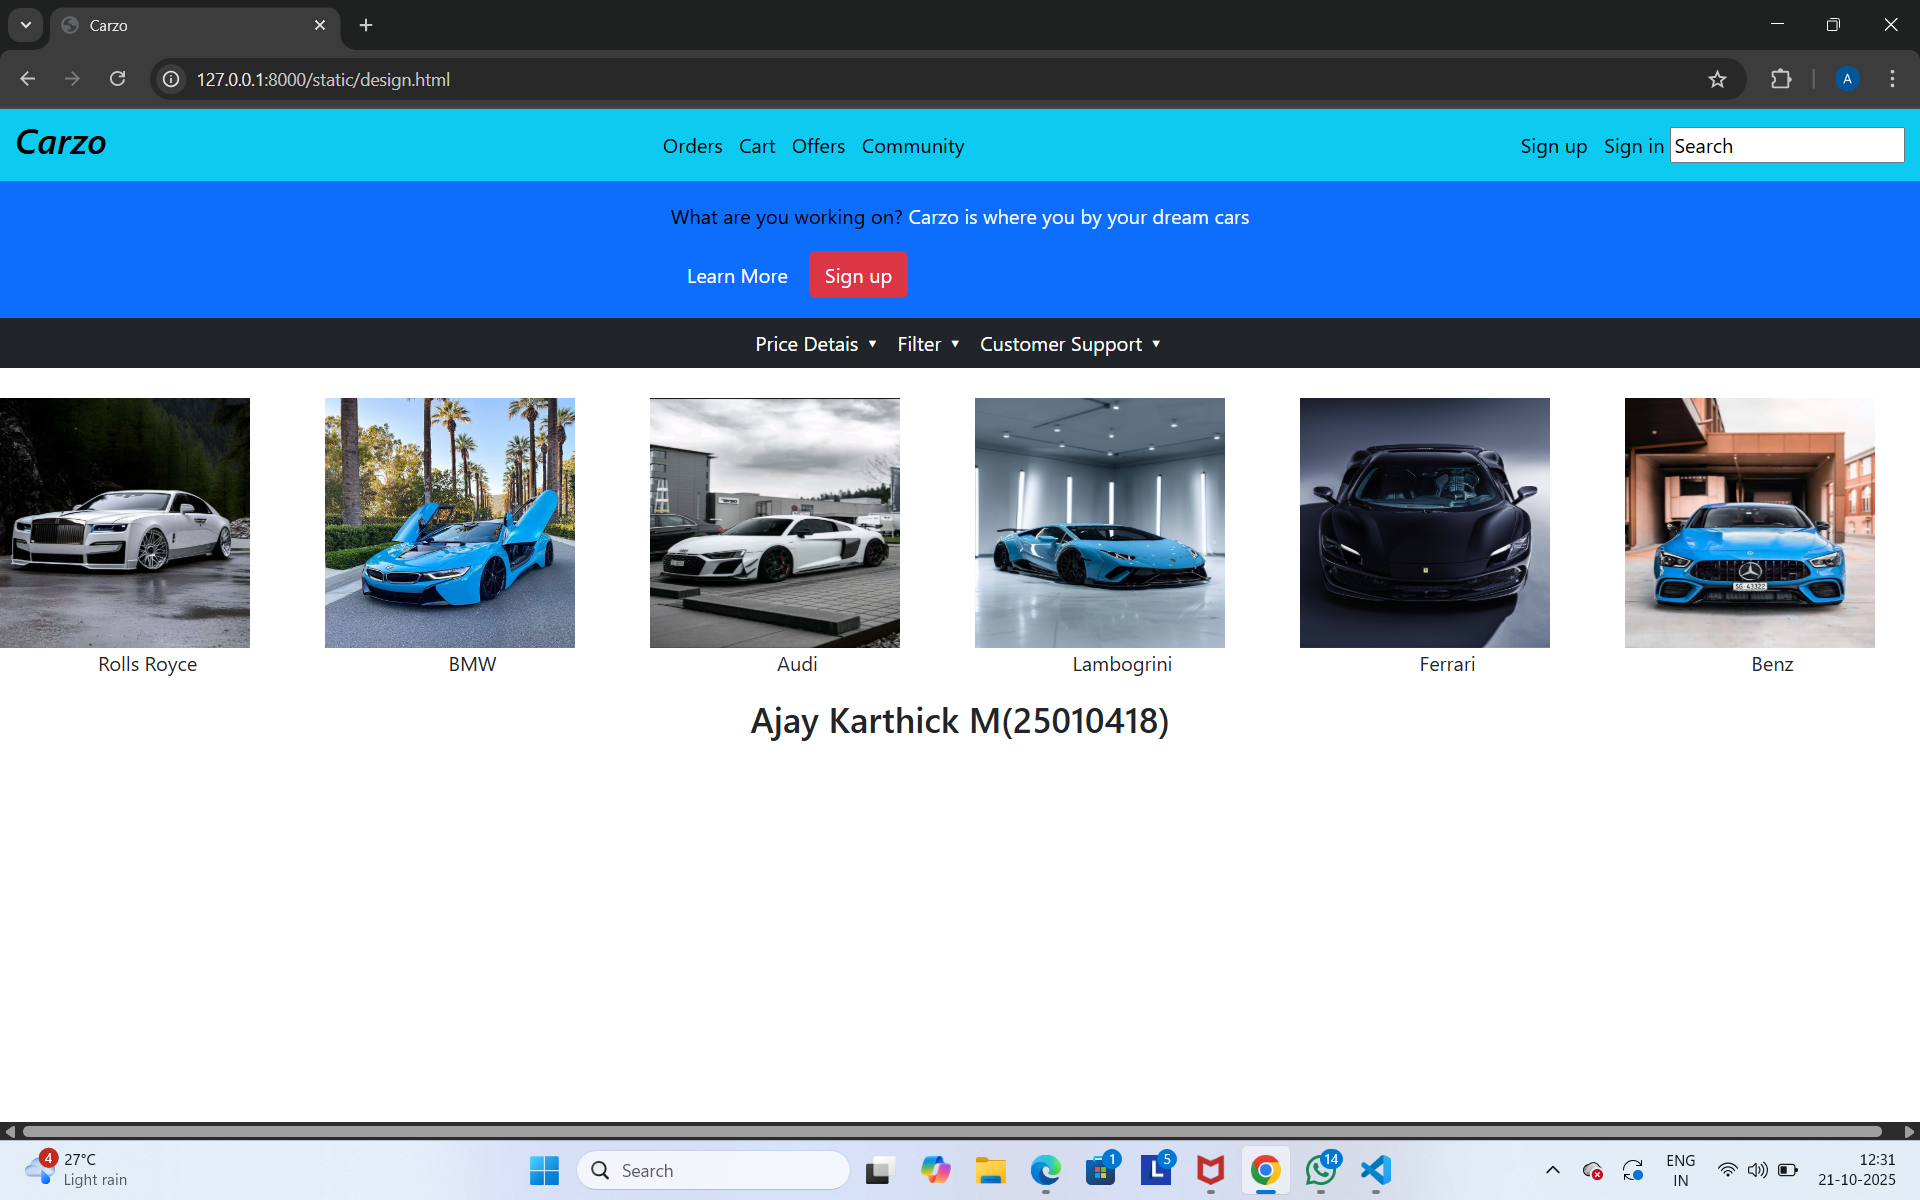 Carzo
127.0.0.1:8000/static/design.html
A
Carzo
Orders Cart Offers Community
Sign up Sign in Search
What are you working on? Carzo is where you by your dream cars
Learn More Sign up
Price Detais ▼ Filter ▼ Customer Support ▼
SG·43322
Rolls Royce BMW Audi Lambogrini Ferrari Benz
Ajay Karthick M(25010418)
4 27°C
Light rain
Search
1
L 5
14
ENG
IN
12:31
21-10-2025